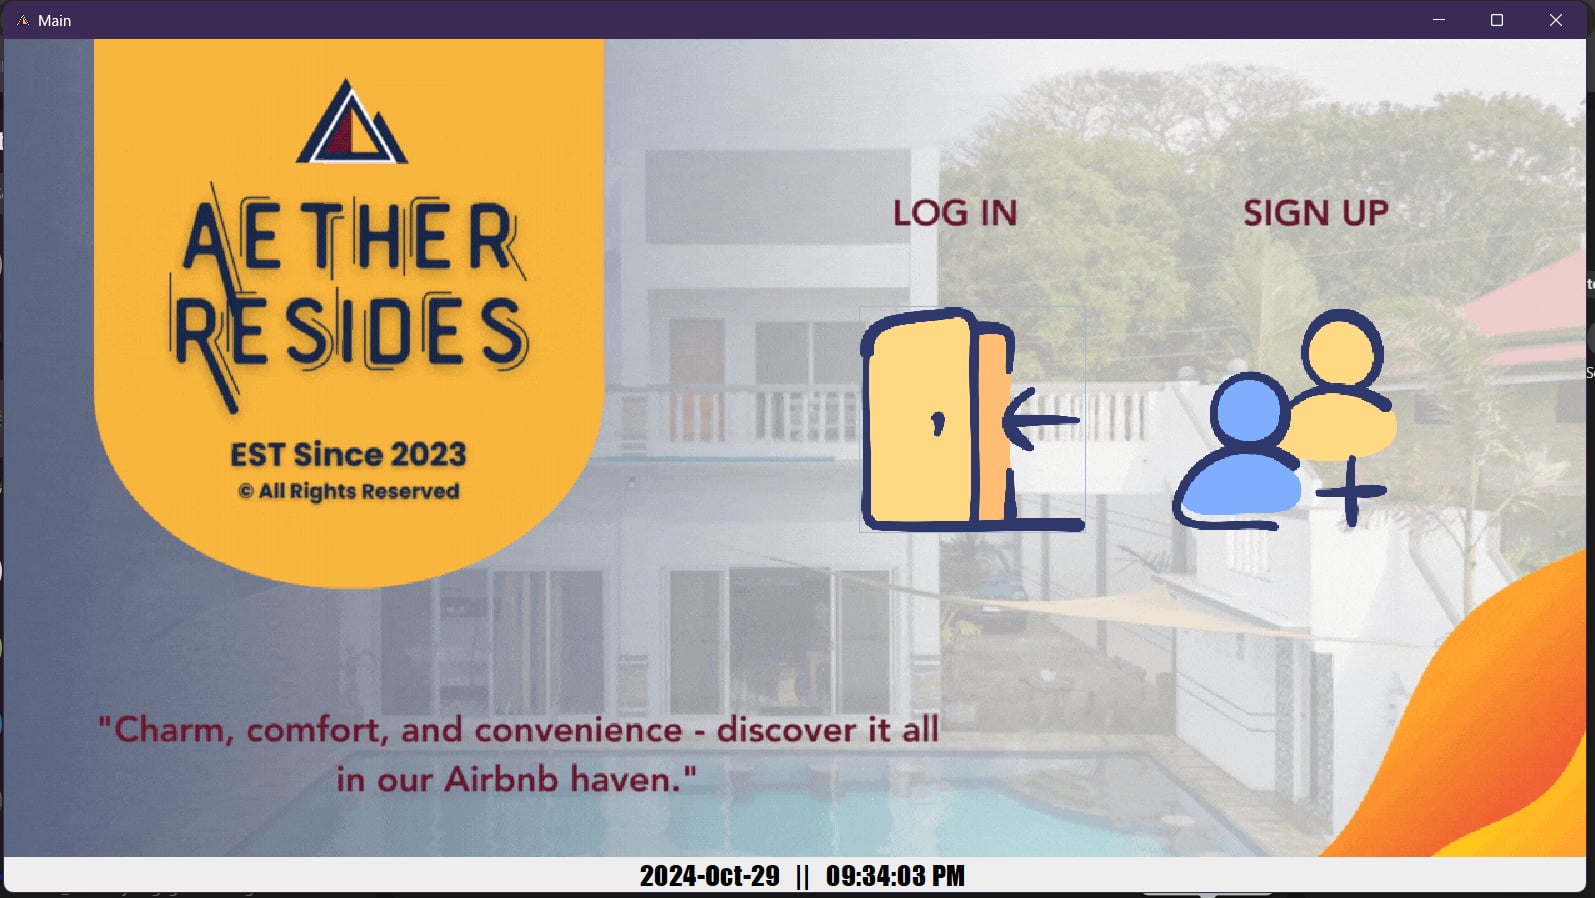 Main
AETHER
RESIDES
EST Since 2023
© All Rights Reserved
LOG IN
SIGN UP
"Charm, comfort, and convenience - discover it all
in our Airbnb haven."
2024-Oct-29 || 09:34:03 PM